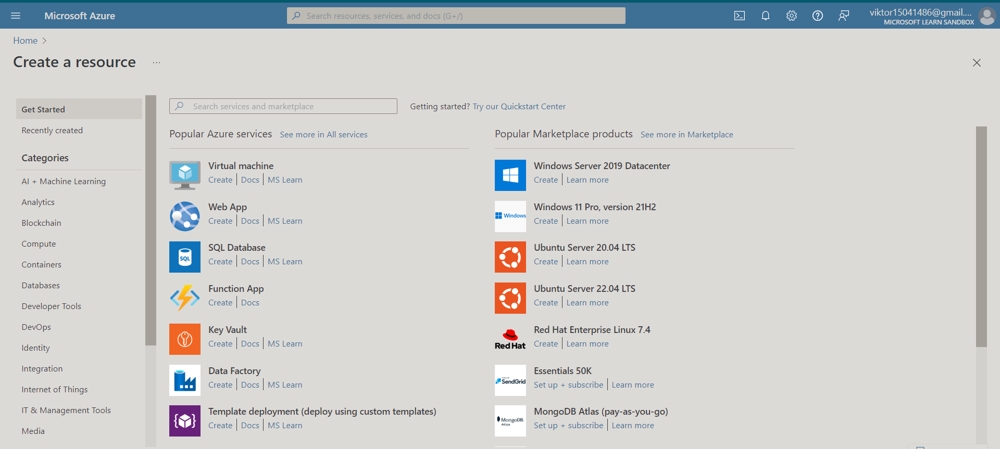 Microsoft Azure
Search resources, services, and docs (G+/)
viktor15041486@gmail....
MICROSOFT LEARN SANDBOX
Home
Create a resource
...
Get Started
Recently created
Categories
AI + Machine Learning
Analytics
Blockchain
Compute
Containers
Databases
Developer Tools
DevOps
Identity
Integration
Internet of Things
IT & Management Tools
Media
Search services and marketplace
Getting started? Try our Quickstart Center
Popular Azure services See more in All services
Virtual machine
Create | Docs | MS Learn
Web App
Create | Docs | MS Learn
SQL
SQL Database
Create | Docs | MS Learn
Function App
Create | Docs
Key Vault
Create | Docs | MS Learn
Data Factory
Create | Docs | MS Learn
Template deployment (deploy using custom templates)
Create | Docs | MS Learn
Popular Marketplace products See more in Marketplace
Windows Server 2019 Datacenter
Create | Learn more
Windows
Windows 11 Pro, version 21H2
Create | Learn more
Ubuntu Server 20.04 LTS
Create | Learn more
Ubuntu Server 22.04 LTS
Create | Learn more
Red Hat
Red Hat Enterprise Linux 7.4
Create | Learn more
SendGrid
Essentials 50K
Set up + subscribe | Learn more
MongoDB.
Atlas
MongoDB Atlas (pay-as-you-go)
Set up + subscribe | Learn more